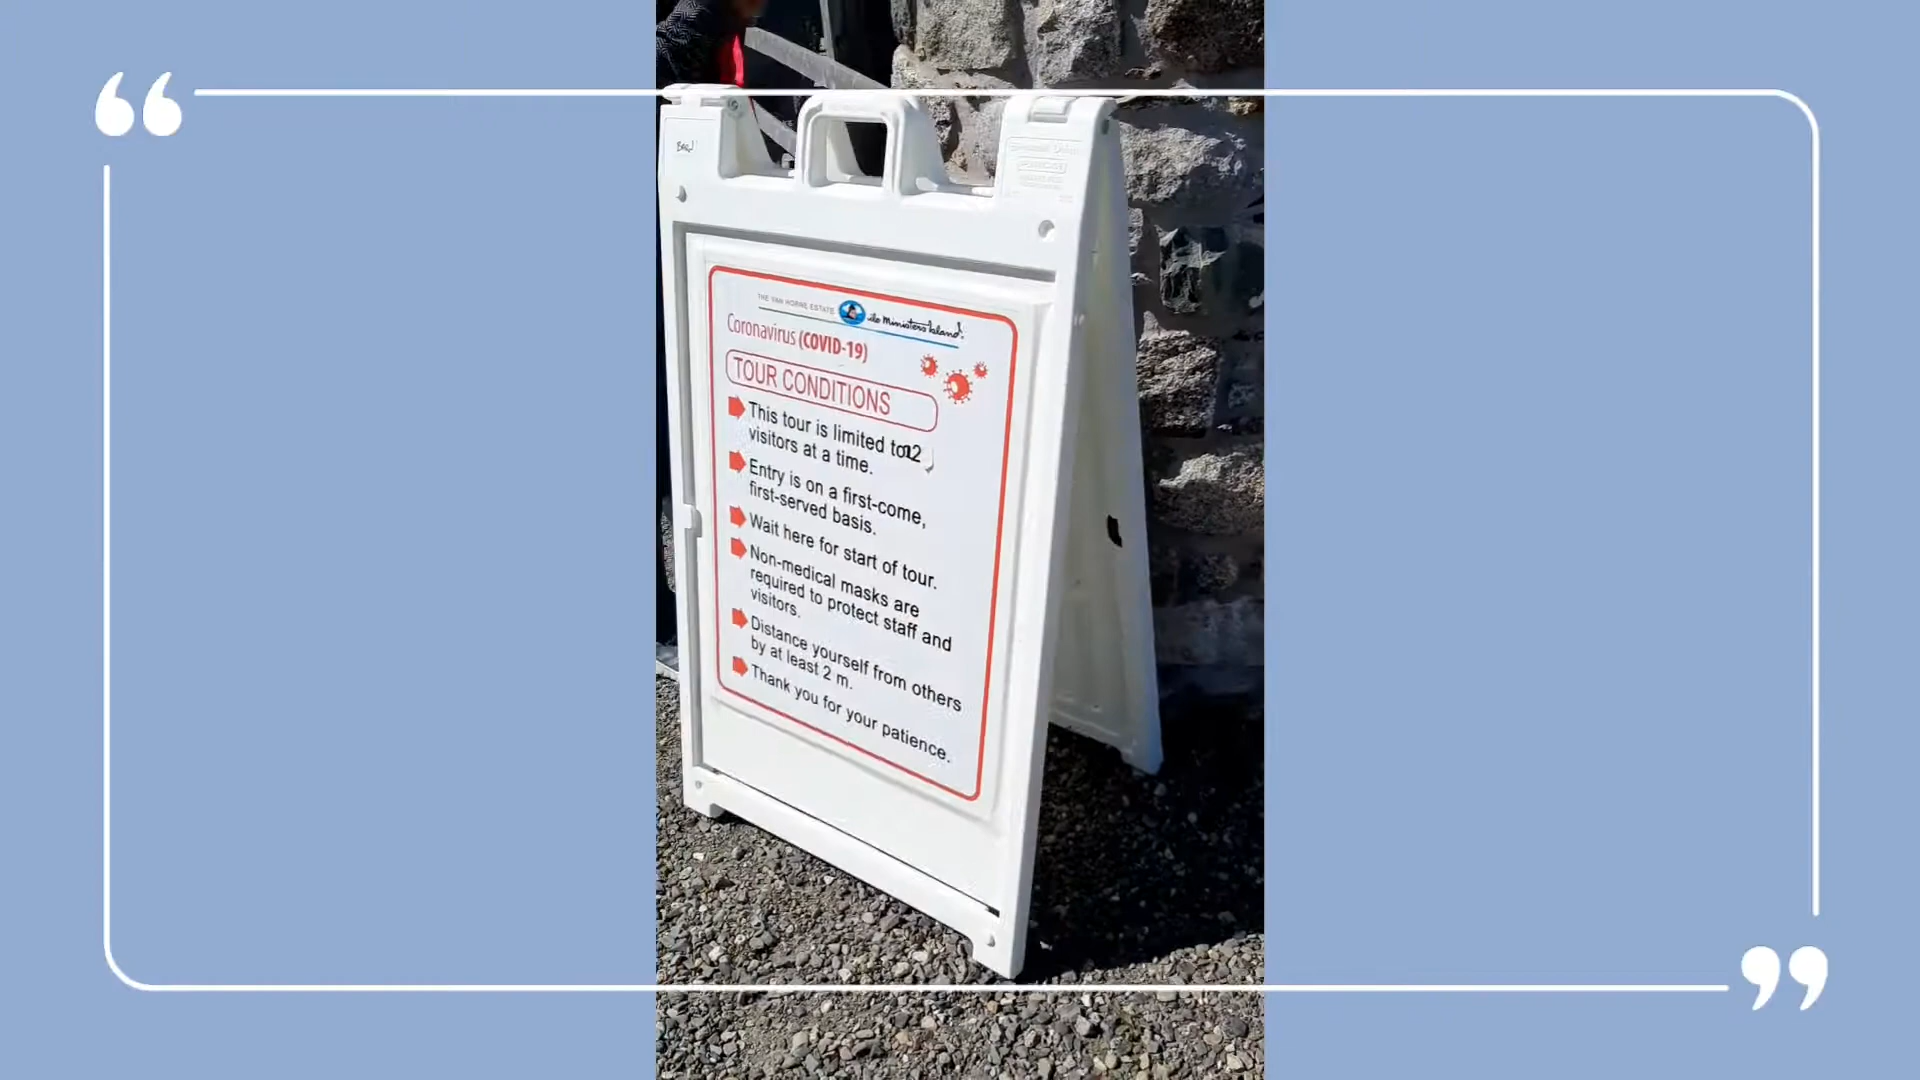 THE VAN HORNE ESTATE
Ministers Island
Coronavirus (COVID-19)
TOUR CONDITIONS
This tour is limited to 12
visitors at a time.
Entry is on a first-come,
first-served basis.
Wait here for start of tour.
Non-medical masks are
required to protect staff and
visitors.
Distance yourself from others
by at least 2 m.
Thank you for your patience.